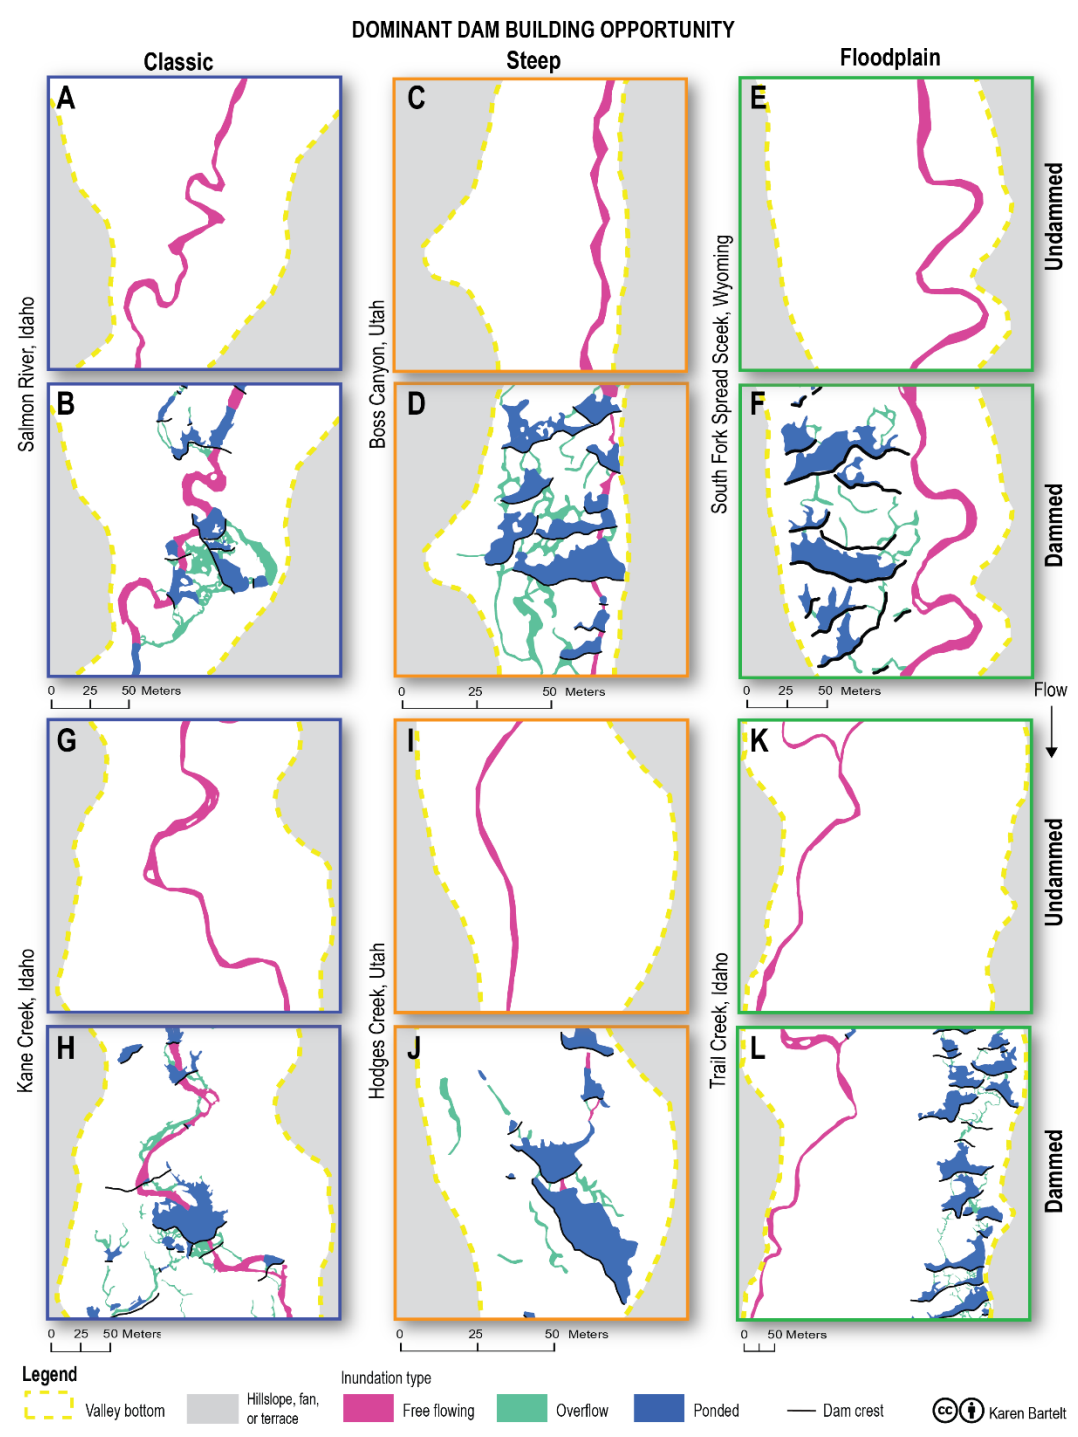 DOMINANT DAM BUILDING OPPORTUNITY
Classic
Steep
Floodplain
A
C
E
Undammed
Salmon River, Idaho
Boss Canyon, Utah
South Fork Spread Sceek, Wyoming
B
D
F
Dammed
0 25 50 Meters
0 25 50 Meters
0 25 50 Meters
Flow
G
I
K
Undammed
Kane Creek, Idaho
Hodges Creek, Utah
Trail Creek, Idaho
H
J
L
Dammed
0 25 50 Meters
0 25 50 Meters
0 50 Meters
Legend
Valley bottom
Hillslope, fan,
or terrace
Inundation type
Free flowing
Overflow
Ponded
Dam crest
cc
Karen Bartelt